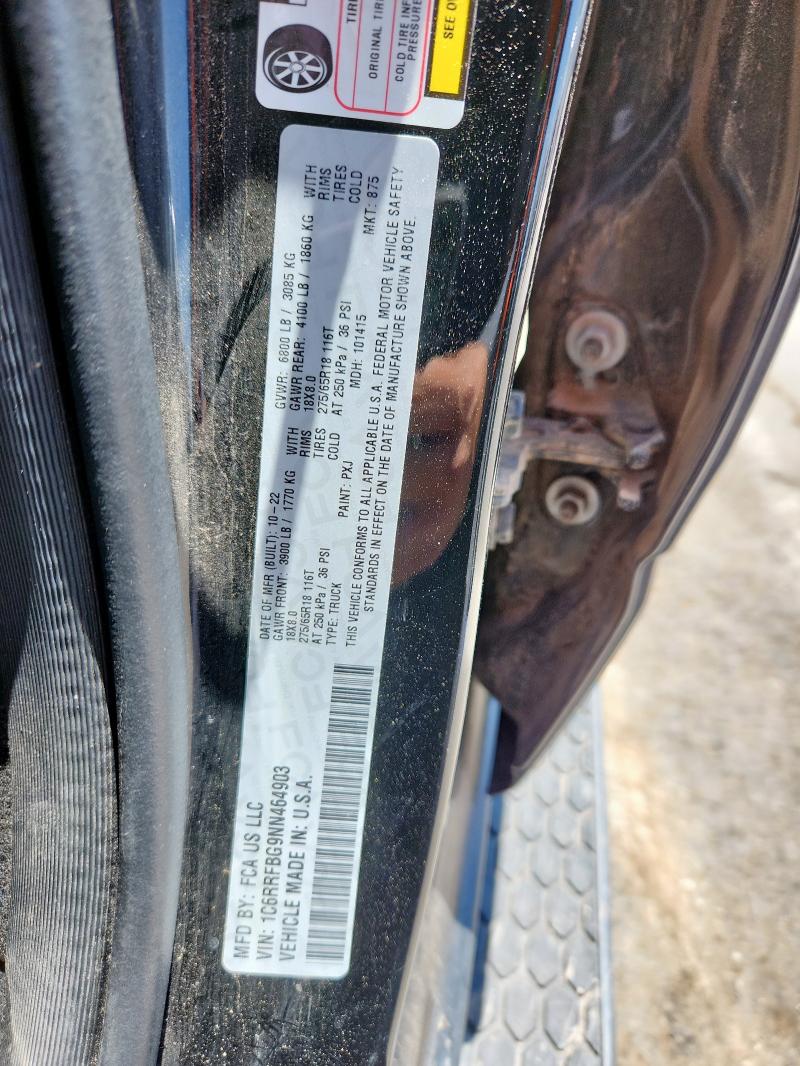 TIRE
ORIGINAL TIRE
COLD TIRE INF
PRESSURE
SEE O
MFD BY: FCA US LLC
VIN: 1C6RRFBG9NN464903
VEHICLE MADE IN: U.S.A.
DATE OF MFR (BUILT): 10-22 GVWR: 6800 LB / 3085 KG
GAWR FRONT: 3900 LB / 1770 KG WITH GAWR REAR: 4100 LB / 1860 KG WITH
18X8.0 RIMS 18X8.0 RIMS
275/65R18 116T TIRES 275/65R18 116T TIRES
AT 250 kPa / 36 PSI COLD AT 250 kPa / 36 PSI COLD
TYPE: TRUCK PAINT: PXJ MDH: 101415 MKT: 875
THIS VEHICLE CONFORMS TO ALL APPLICABLE U.S.A. FEDERAL MOTOR VEHICLE SAFETY
STANDARDS IN EFFECT ON THE DATE OF MANUFACTURE SHOWN ABOVE.